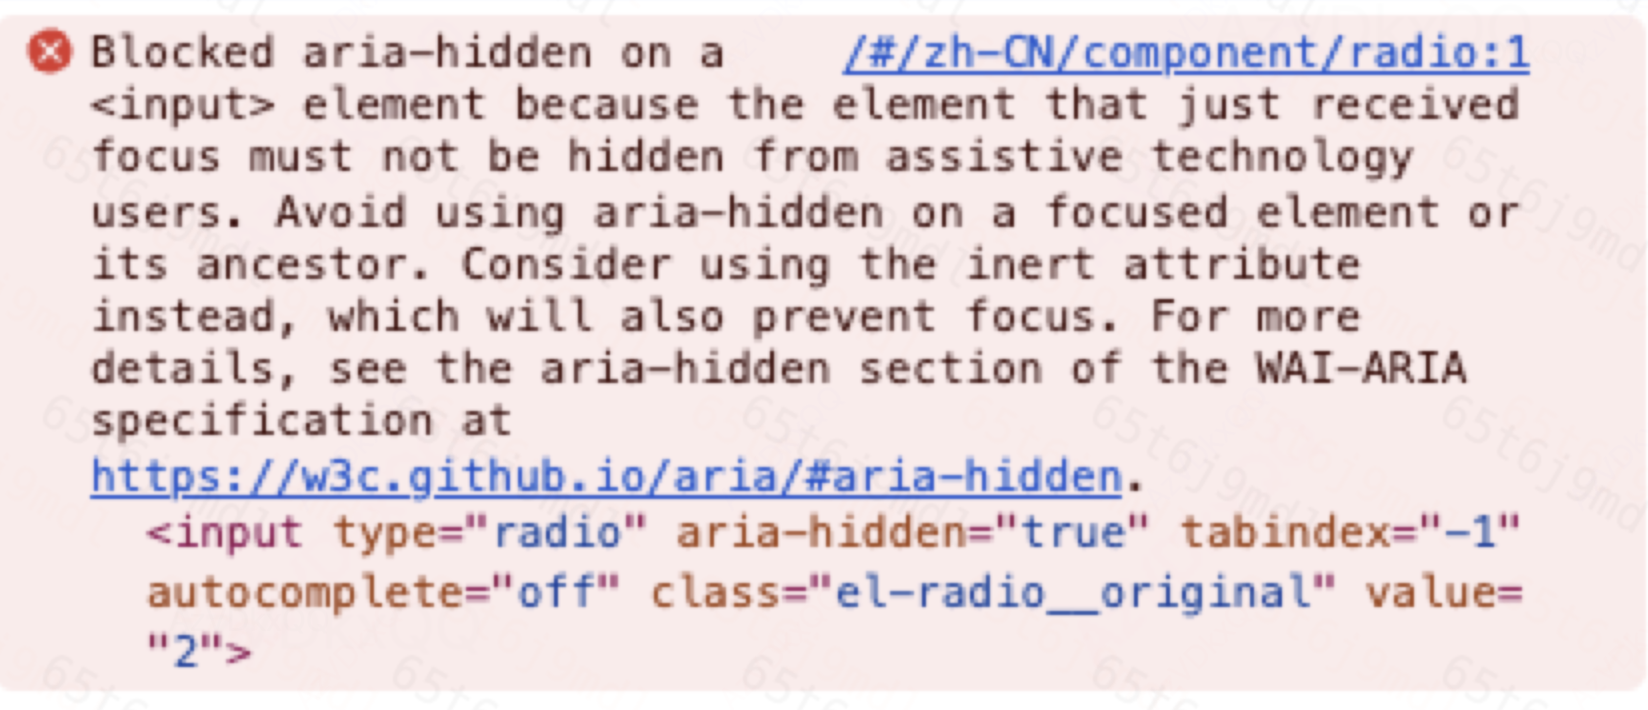 Blocked aria-hidden on a /#/zh-CN/component/radio:1
<input> element because the element that just received
focus must not be hidden from assistive technology
users. Avoid using aria-hidden on a focused element or
its ancestor. Consider using the inert attribute
instead, which will also prevent focus. For more
details, see the aria-hidden section of the WAI-ARIA
specification at
https://w3c.github.io/aria/#aria-hidden.
<input type="radio" aria-hidden="true" tabindex="-1"
autocomplete="off" class="el-radio__original" value=
"2">